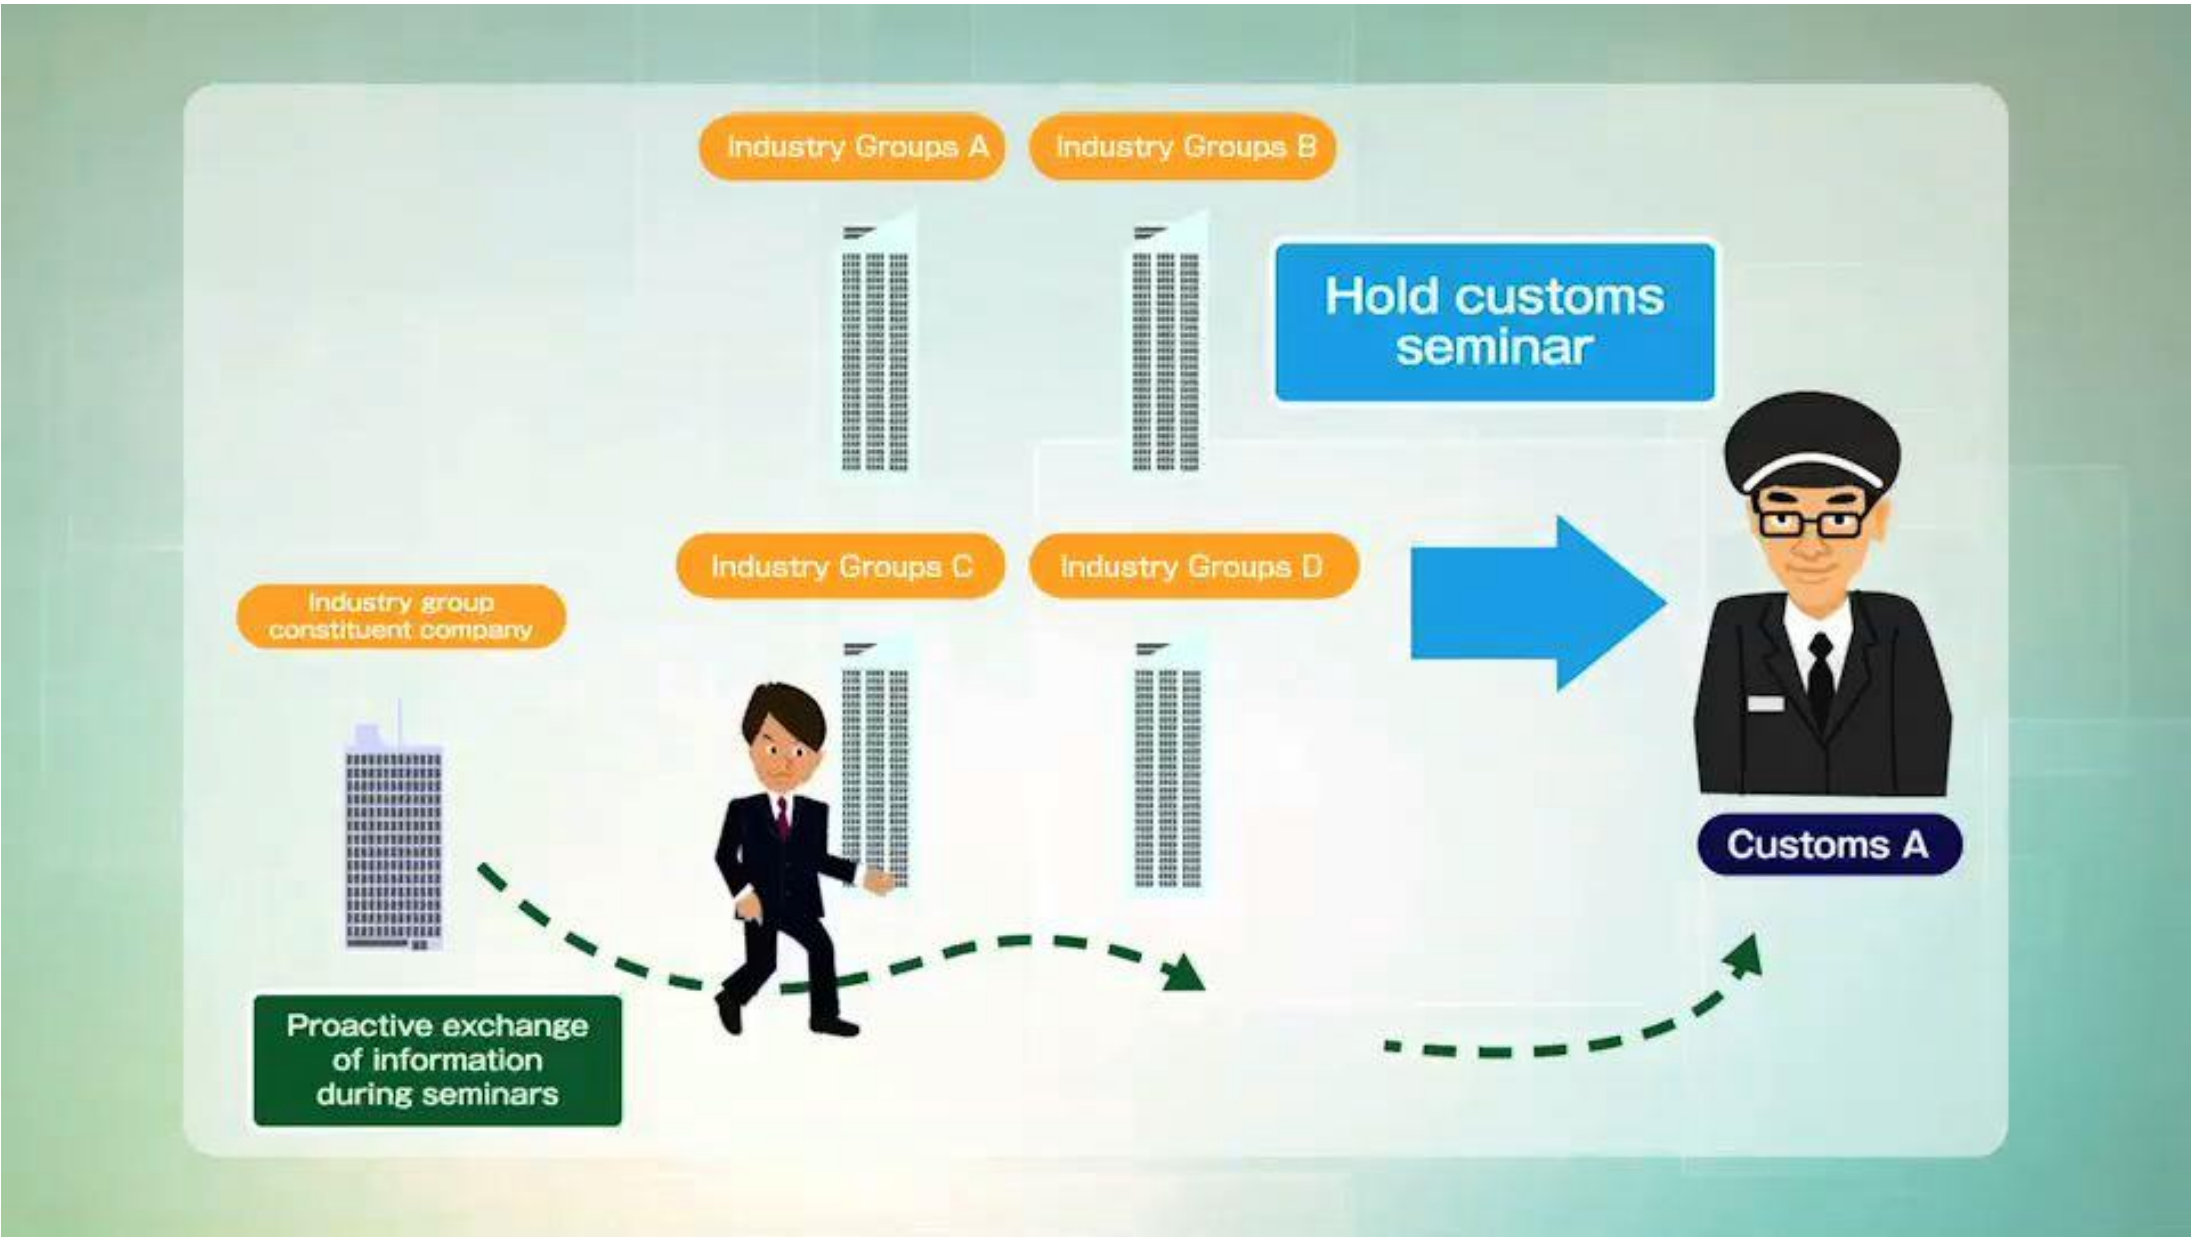 Industry Groups A
Industry Groups B
Hold customs
seminar
Industry Groups C
Industry Groups D
Industry group
constituent company
Customs A
Proactive exchange
of information
during seminars